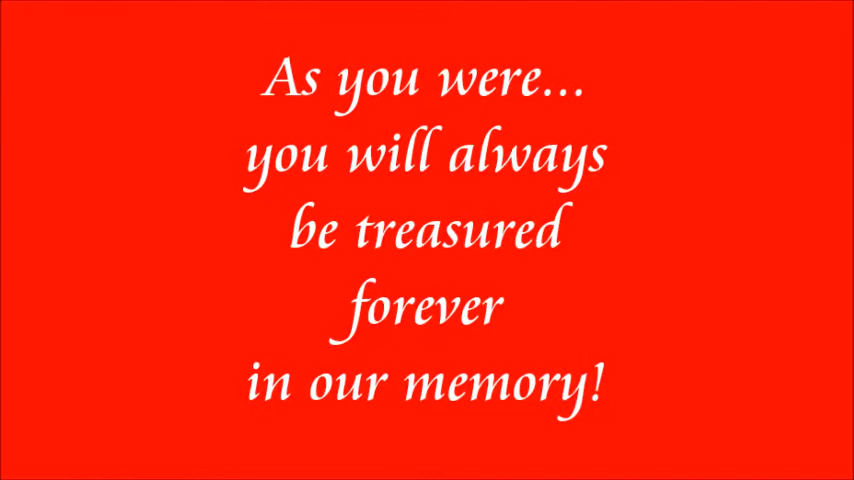 As you were...
you will always
be treasured
forever
in our memory!